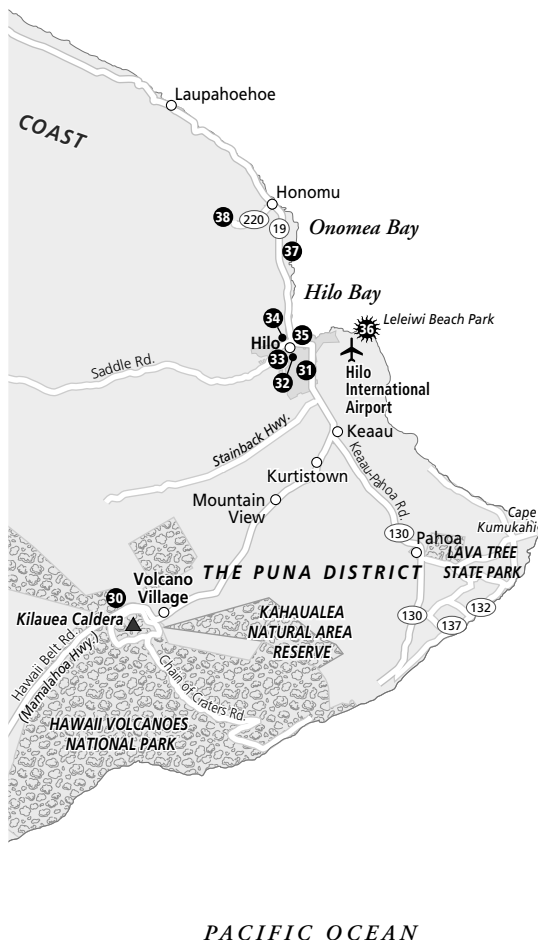 Laupahoehoe
COAST
Honomu
38
220
19
Onomea Bay
37
Hilo Bay
34
35
36
Leleiwi Beach Park
Hilo
33
32
31
Hilo
International
Airport
Saddle Rd.
Stainback Hwy.
Keaau
Keaau-Pahoa Rd.
Kurtistown
Mountain
View
Cape
Kumukahi
130
Pahoa
LAVA TREE
STATE PARK
THE PUNA DISTRICT
Volcano
Village
30
Kilauea Caldera
KAHAUALEA
NATURAL AREA
RESERVE
130
132
137
Hawaii Belt Rd.
(Mamalahoa Hwy.)
Chain of Craters Rd.
HAWAII VOLCANOES
NATIONAL PARK
PACIFIC OCEAN